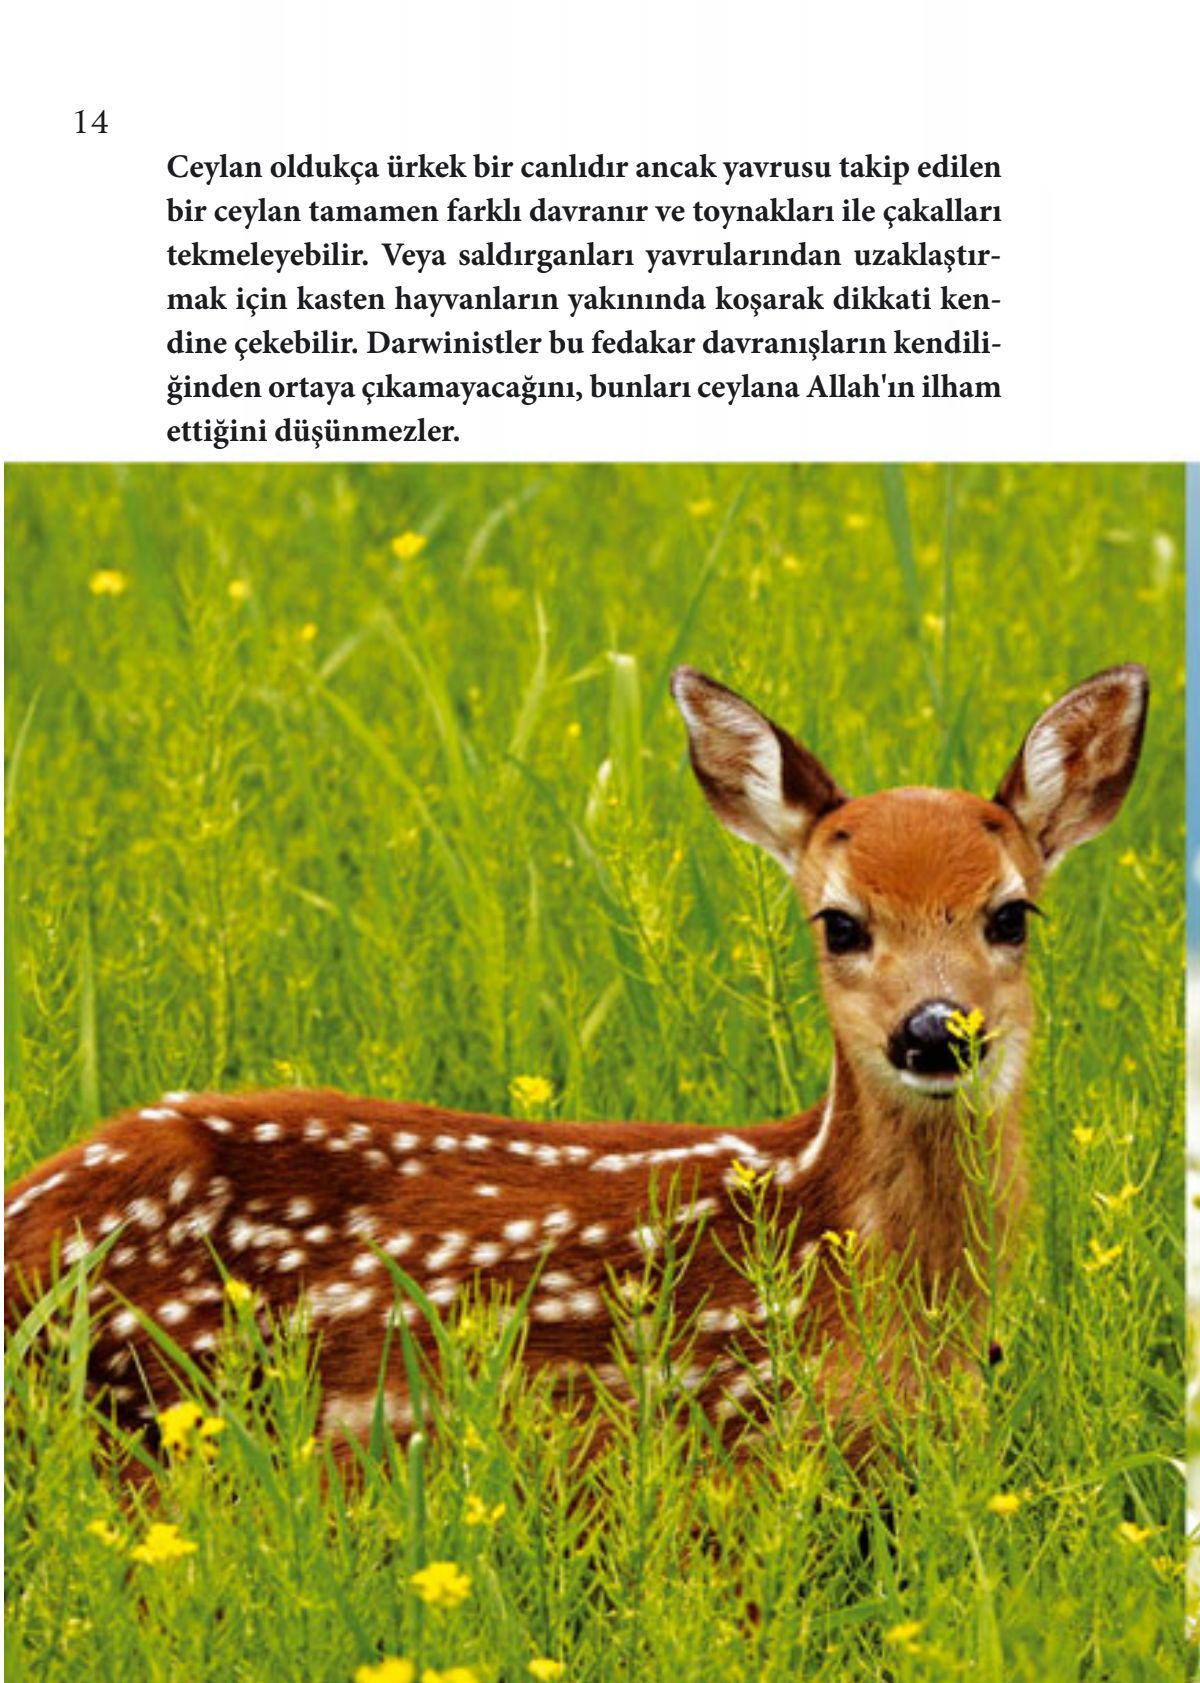 14
Ceylan oldukça ürkek bir canlıdır ancak yavrusu takip edilen
bir ceylan tamamen farklı davranır ve toynakları ile çakalları
tekmeleyebilir. Veya saldırganları yavrularından uzaklaştır-
mak için kasten hayvanların yakınında koşarak dikkati ken-
dine çekebilir. Darwinistler bu fedakar davranışların kendili-
ğinden ortaya çıkamayacağını, bunları ceylana Allah'ın ilham
ettiğini düşünmezler.